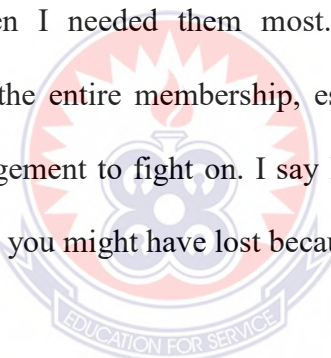 en I needed them most.
the entire membership, es
gement to fight on. I say
you might have lost becau
EDUCATION FOR SERVICE